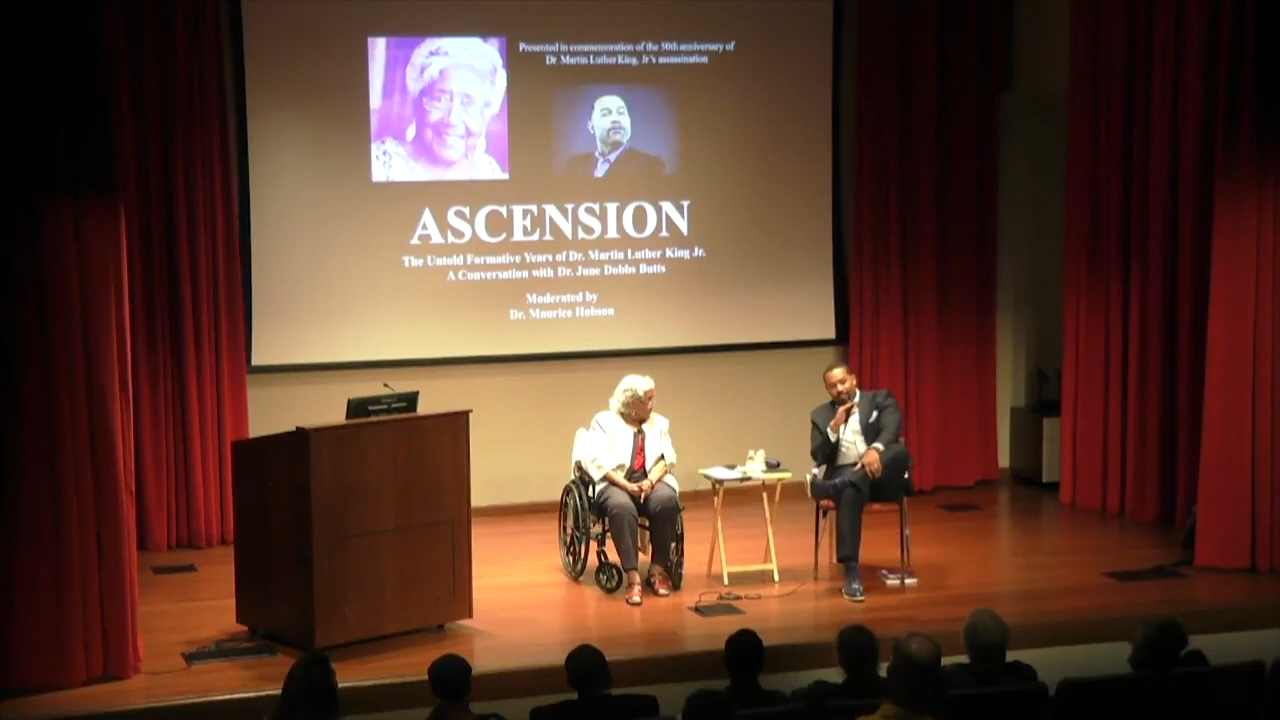 Presented in commemoration of the 50th anniversary of
Dr Martin Luther King, Jr's assassination
ASCENSION
The Untold Formative Years of Dr. Martin Luther King Jr.
A Conversation with Dr. June Dobbs Butts
Moderated by
Dr. Maurice Hobson